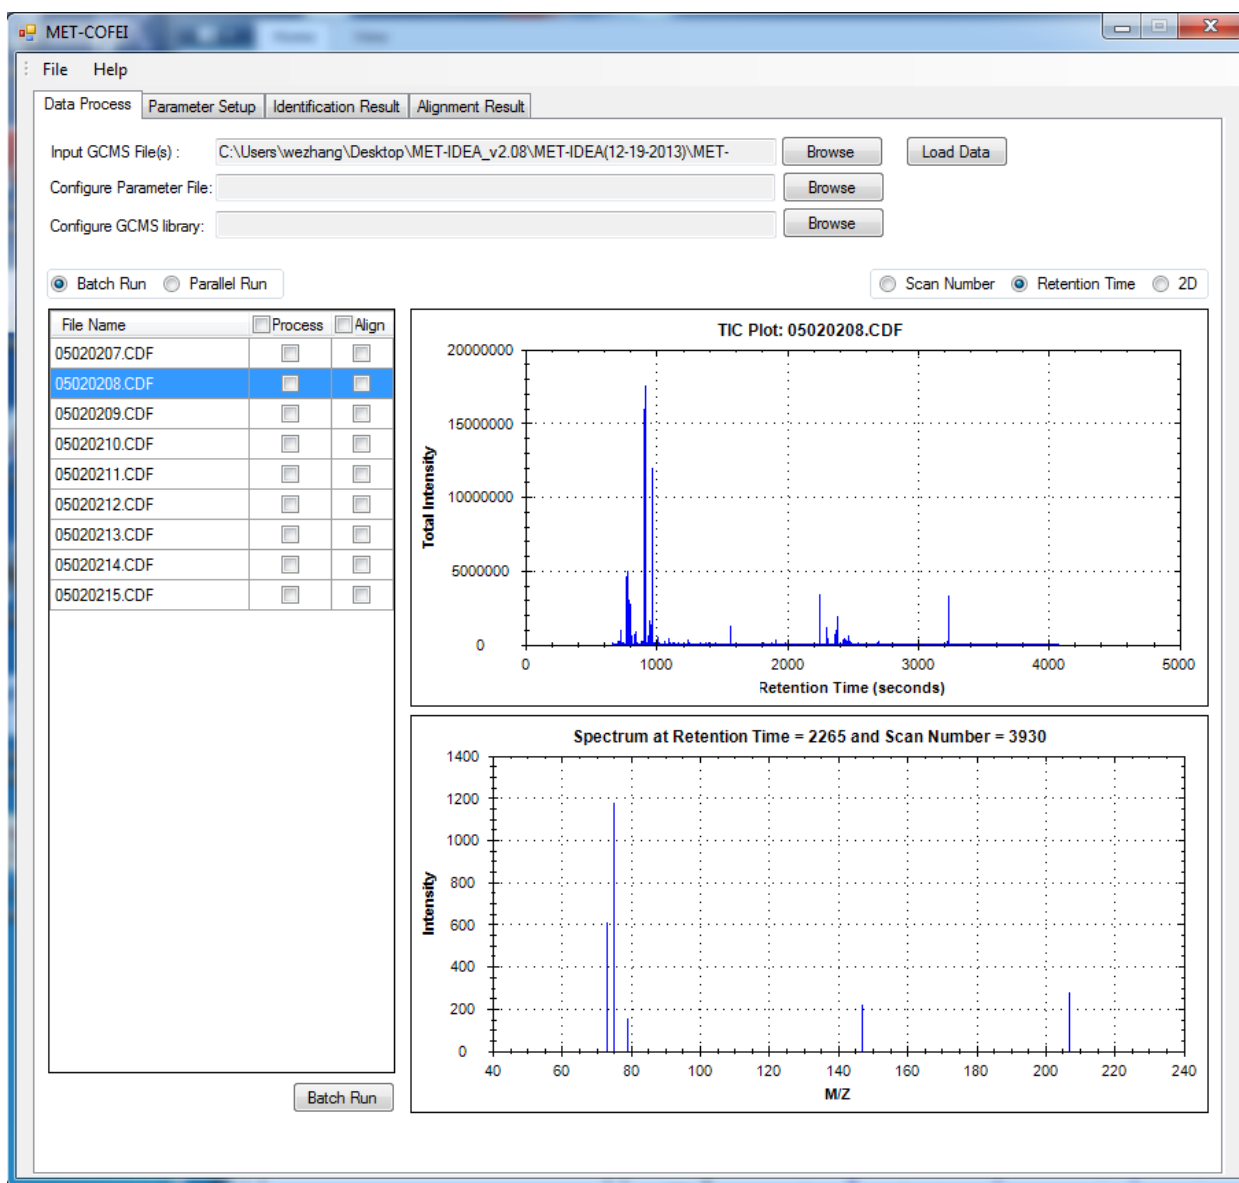 MET-COFEI
File Help
Data Process Parameter Setup Identification Result Alignment Result
Input GCMS File(s) : C:\Users\wezhang\Desktop\MET-IDEA_v2.08\MET-IDEA(12-19-2013)\MET- Browse Load Data
Configure Parameter File: Browse
Configure GCMS library: Browse
Batch Run Parallel Run Scan Number Retention Time 2D
File Name Process Align
05020207.CDF
05020208.CDF
05020209.CDF
05020210.CDF
05020211.CDF
05020212.CDF
05020213.CDF
05020214.CDF
05020215.CDF
Batch Run
TIC Plot: 05020208.CDF
20000000
15000000
10000000
5000000
0
Total Intensity
0 1000 2000 3000 4000 5000
Retention Time (seconds)
Spectrum at Retention Time = 2265 and Scan Number = 3930
1400
1200
1000
800
600
400
200
0
Intensity
40 60 80 100 120 140 160 180 200 220 240
M/Z